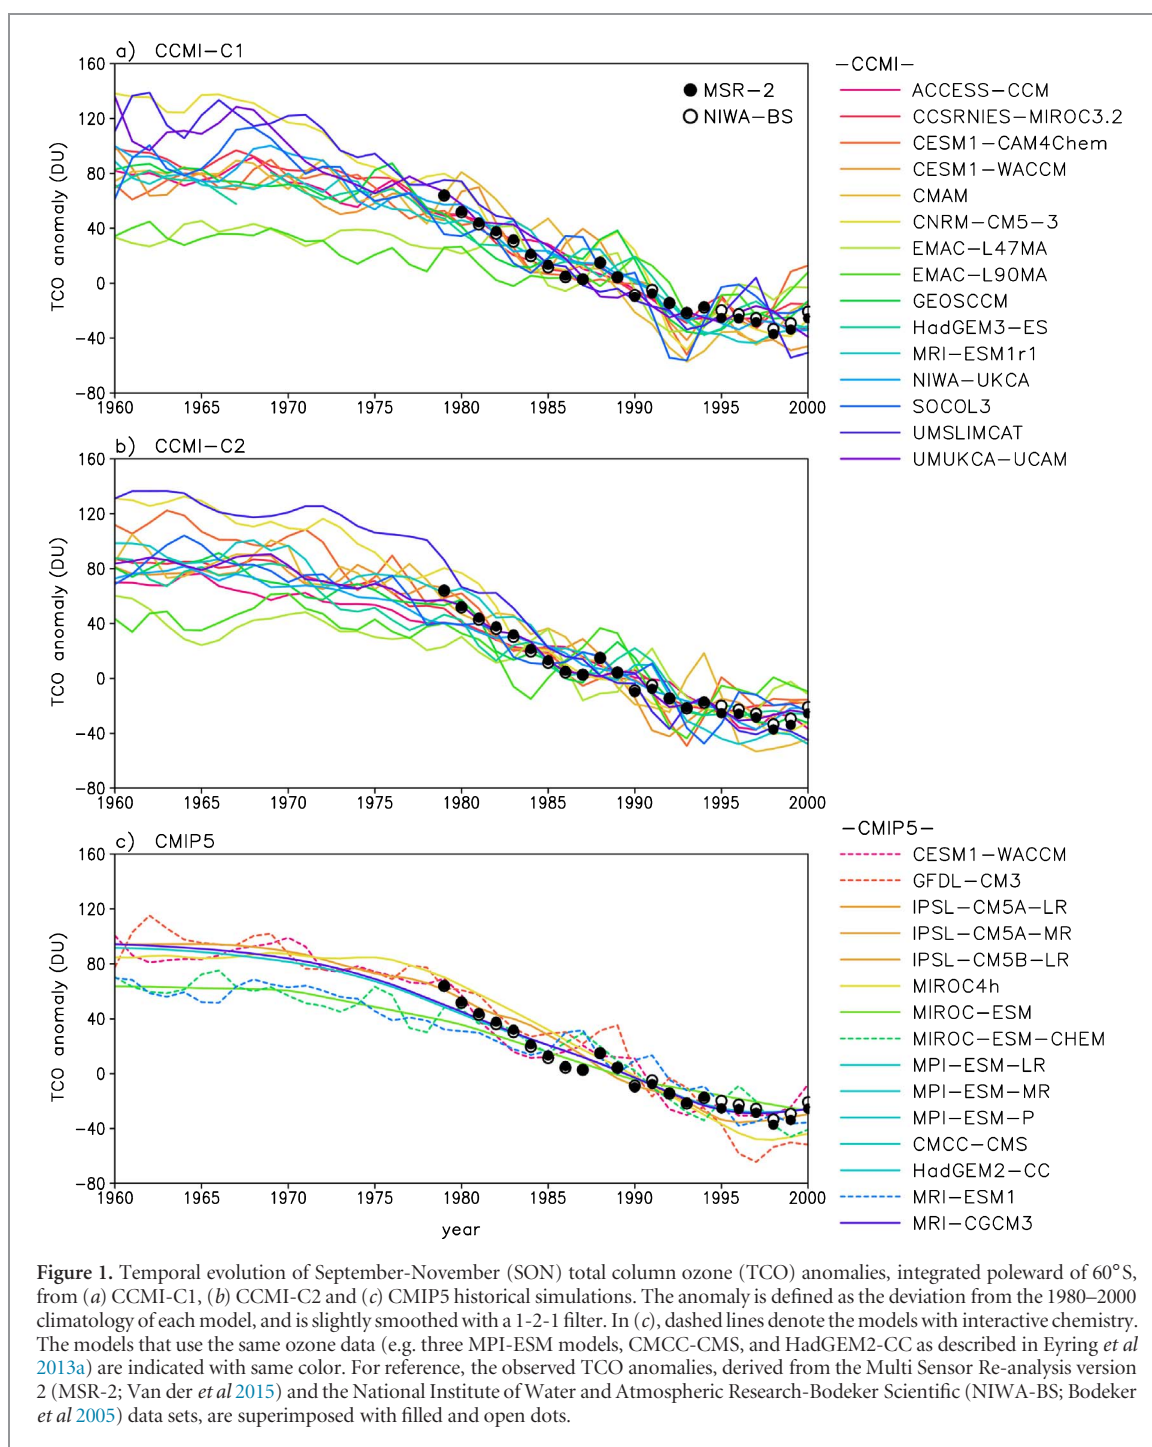 a) CCMI-C1
160
120
80
40
0
-40
-80
TCO anomaly (DU)
1960 1965 1970 1975 1980 1985 1990 1995 2000
MSR-2
NIWA-BS
-CCMI-
ACCESS-CCM
CCSRNIES-MIROC3.2
CESM1-CAM4Chem
CESM1-WACCM
CMAM
CNRM-CM5-3
EMAC-L47MA
EMAC-L90MA
GEOSCCM
HadGEM3-ES
MRI-ESM1r1
NIWA-UKCA
SOCOL3
UMSLIMCAT
UMUKCA-UCAM
b) CCMI-C2
160
120
80
40
0
-40
-80
TCO anomaly (DU)
1960 1965 1970 1975 1980 1985 1990 1995 2000
c) CMIP5
160
120
80
40
0
-40
-80
TCO anomaly (DU)
1960 1965 1970 1975 1980 1985 1990 1995 2000
year
-CMIP5-
CESM1-WACCM
GFDL-CM3
IPSL-CM5A-LR
IPSL-CM5A-MR
IPSL-CM5B-LR
MIROC4h
MIROC-ESM
MIROC-ESM-CHEM
MPI-ESM-LR
MPI-ESM-MR
MPI-ESM-P
CMCC-CMS
HadGEM2-CC
MRI-ESM1
MRI-CGCM3
Figure 1. Temporal evolution of September-November (SON) total column ozone (TCO) anomalies, integrated poleward of 60°S,
from (a) CCMI-C1, (b) CCMI-C2 and (c) CMIP5 historical simulations. The anomaly is defined as the deviation from the 1980–2000
climatology of each model, and is slightly smoothed with a 1-2-1 filter. In (c), dashed lines denote the models with interactive chemistry.
The models that use the same ozone data (e.g. three MPI-ESM models, CMCC-CMS, and HadGEM2-CC as described in Eyring et al
2013a) are indicated with same color. For reference, the observed TCO anomalies, derived from the Multi Sensor Re-analysis version
2 (MSR-2; Van der et al 2015) and the National Institute of Water and Atmospheric Research-Bodeker Scientific (NIWA-BS; Bodeker
et al 2005) data sets, are superimposed with filled and open dots.